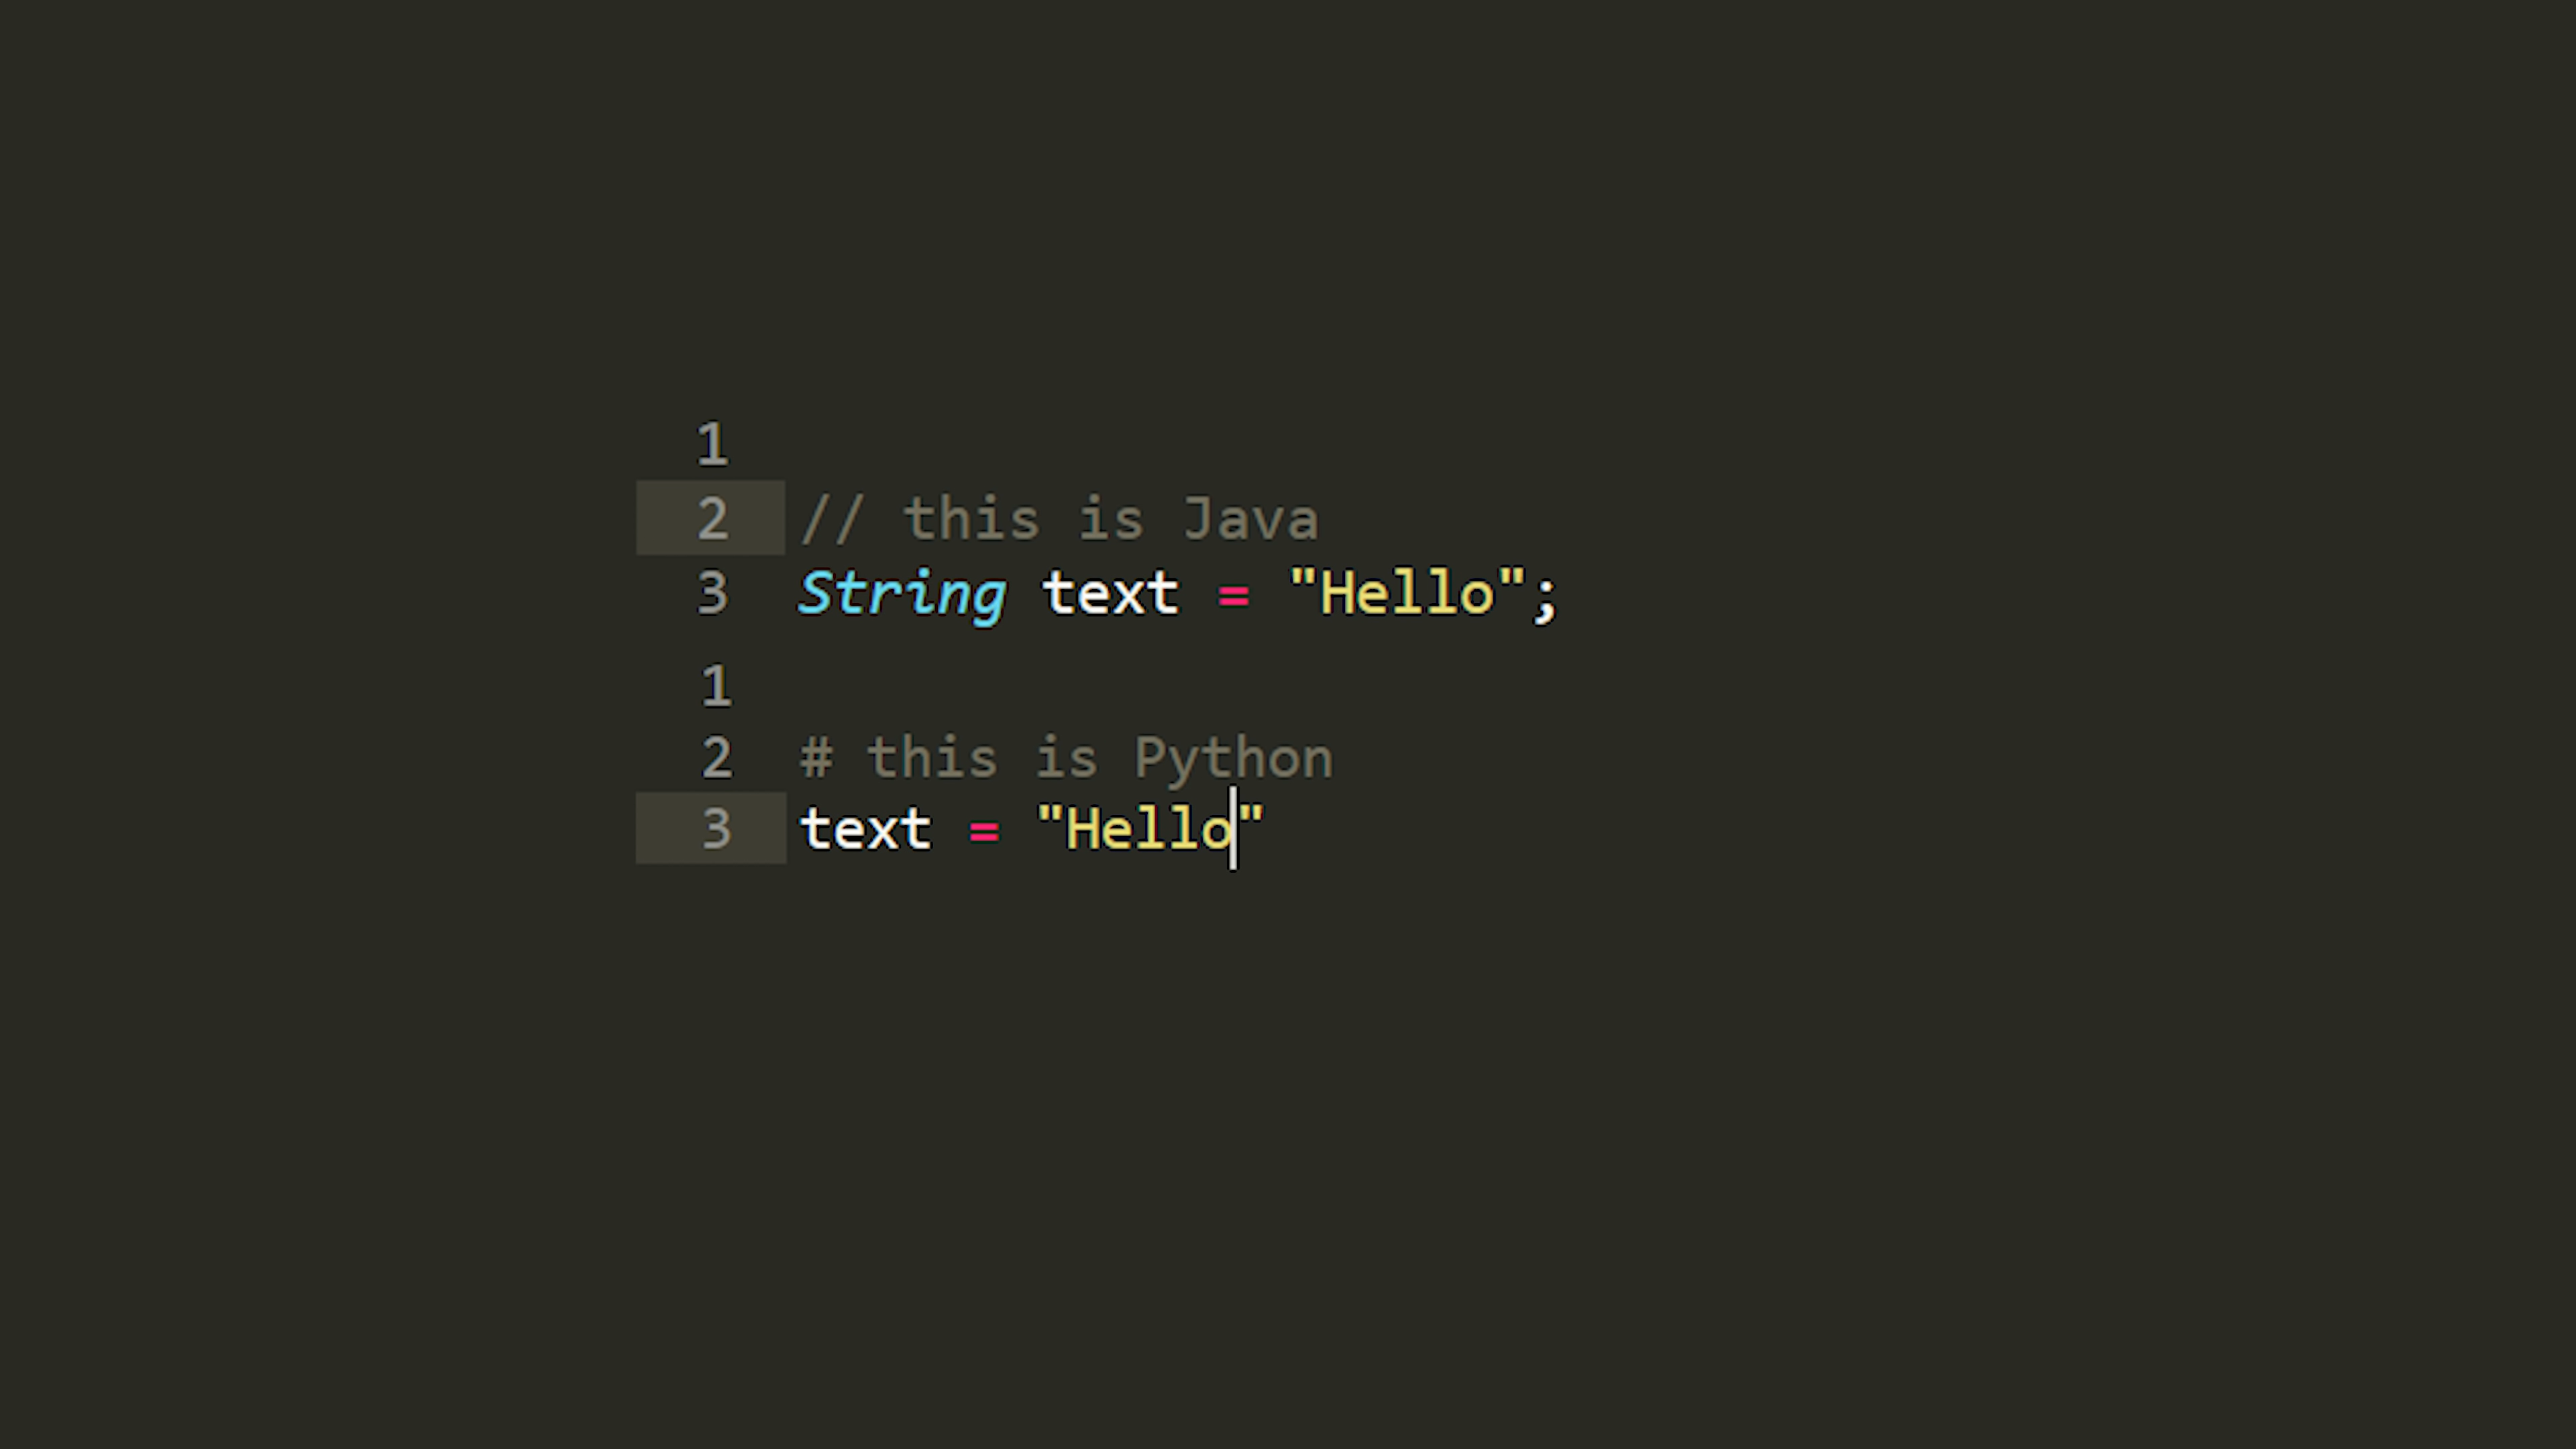 1
2 // this is Java
3 String text = "Hello";
1
2 # this is Python
3 text = "Hello"